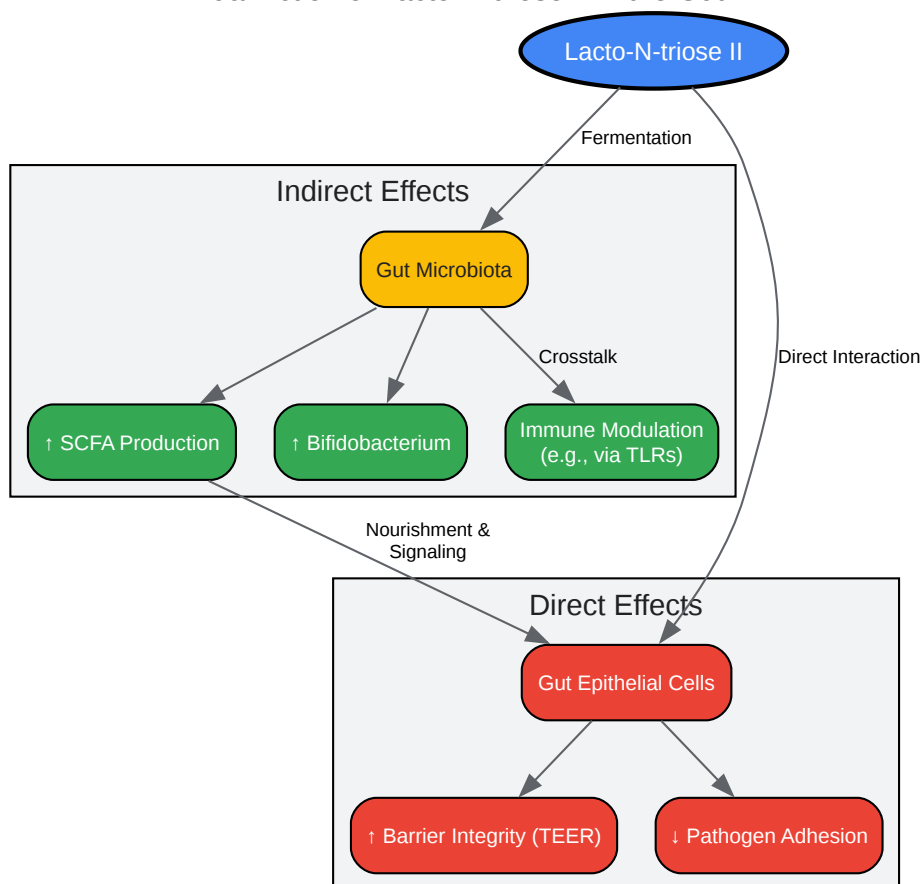 Lacto-N-triose II
Fermentation
Indirect Effects
Gut Microbiota
Crosstalk
Direct Interaction
↑ SCFA Production
↑ Bifidobacterium
Immune Modulation
(e.g., via TLRs)
Nourishment &
Signaling
Direct Effects
Gut Epithelial Cells
↑ Barrier Integrity (TEER)
↓ Pathogen Adhesion